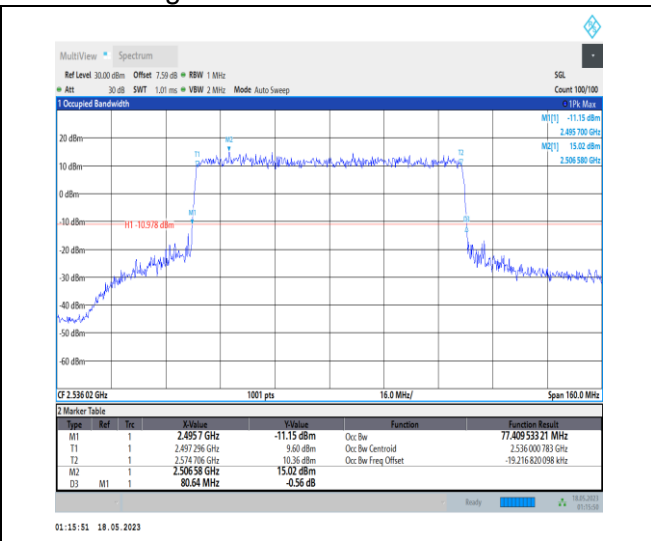 MultiView Spectrum
Ref Level 30.00 dBm Offset 7.59 dB RBW 1 MHz SGL
Att 30 dB SWT 1.01 ms VBW 2 MHz Mode Auto Sweep Count 100/100
1 Occupied Bandwidth 1Pk Max
M1[1] -11.15 dBm
2.495 700 GHz
M2[1] 15.02 dBm
2.506 580 GHz
20 dBm
M2
T1
T2
10 dBm
0 dBm
M1
-10 dBm
H1 -10.978 dBm
D3
-20 dBm
-30 dBm
-40 dBm
-50 dBm
-60 dBm
CF 2.536 02 GHz 1001 pts 16.0 MHz/ Span 160.0 MHz
2 Marker Table
Type Ref Trc X-Value Y-Value Function Function Result
M1 1 2.495 7 GHz -11.15 dBm Occ Bw 77.409 533 21 MHz
T1 1 2.497 296 GHz 9.60 dBm Occ Bw Centroid 2.536 000 783 GHz
T2 1 2.574 706 GHz 10.36 dBm Occ Bw Freq Offset -19.216 820 098 kHz
M2 1 2.506 58 GHz 15.02 dBm
D3 M1 1 80.64 MHz -0.56 dB
Ready 18.05.2023
01:15:50
01:15:51 18.05.2023